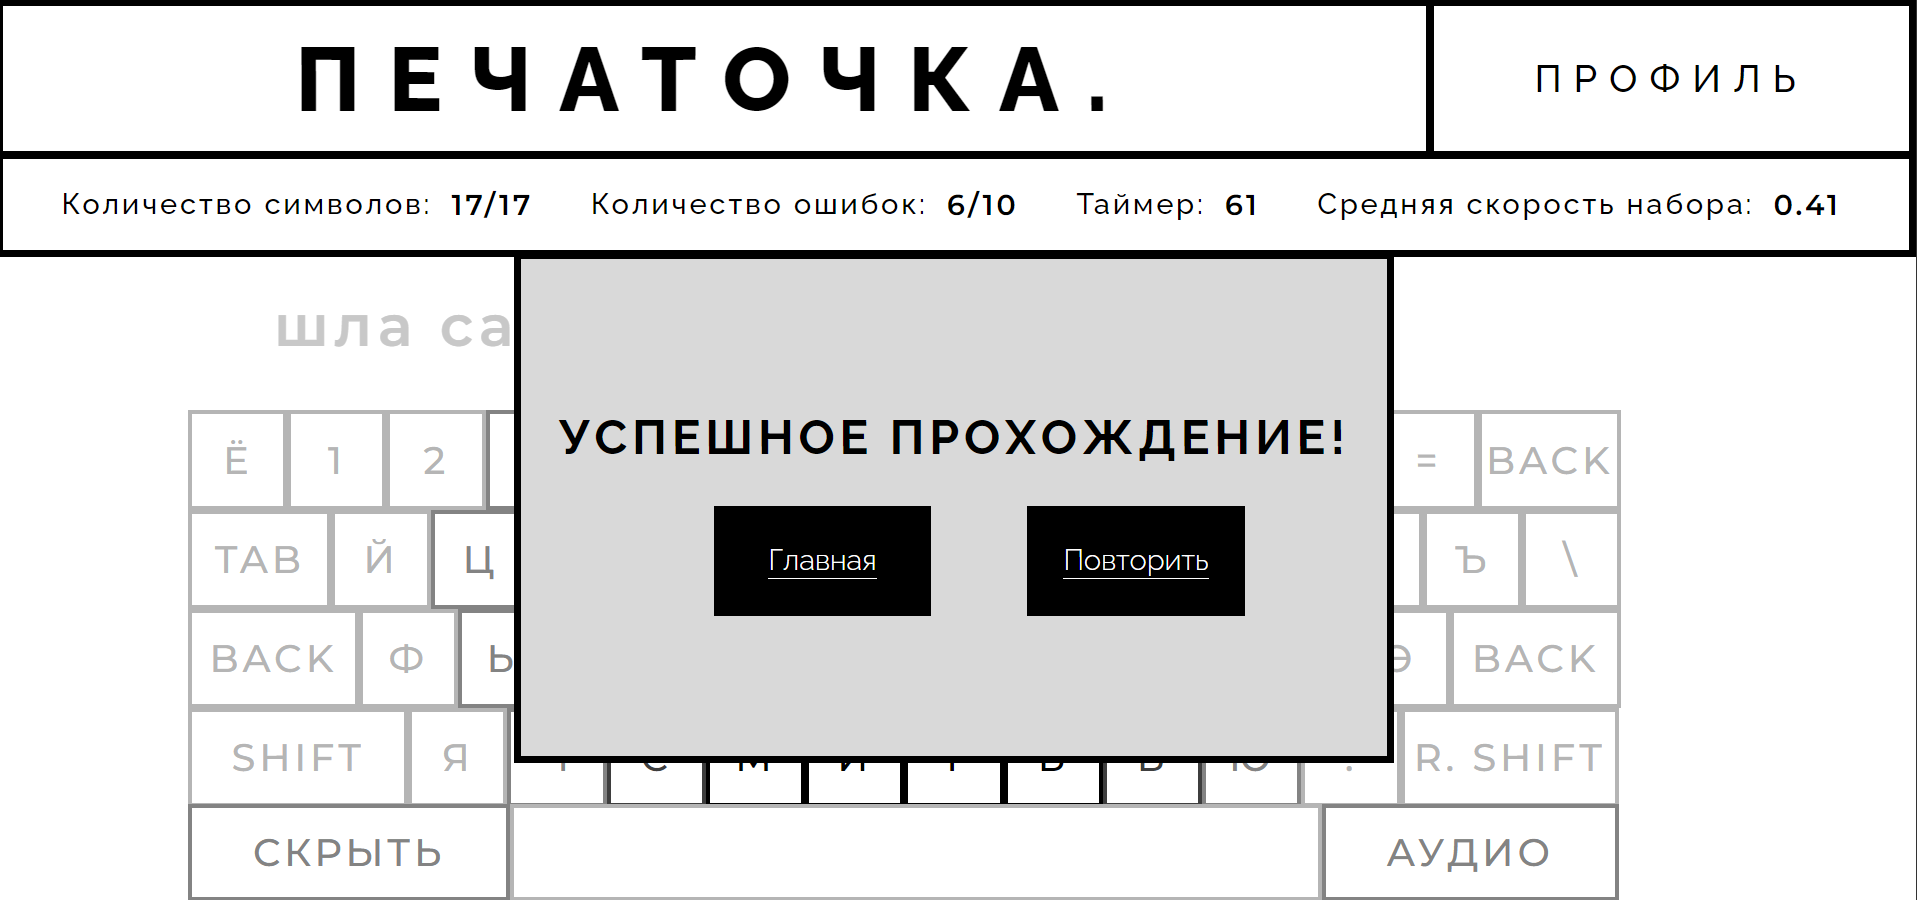 ПЕЧАТОЧКА.
ПРОФИЛЬ
Количество символов: 17/17 Количество ошибок: 6/10 Таймер: 61 Средняя скорость набора: 0.41
шла са
УСПЕШНОЕ ПРОХОЖДЕНИЕ!
Главная Повторить
Ё 1 2 = BACK
TAB Й Ц Ъ \
BACK Ф Э BACK
SHIFT Я R. SHIFT
СКРЫТЬ АУДИО